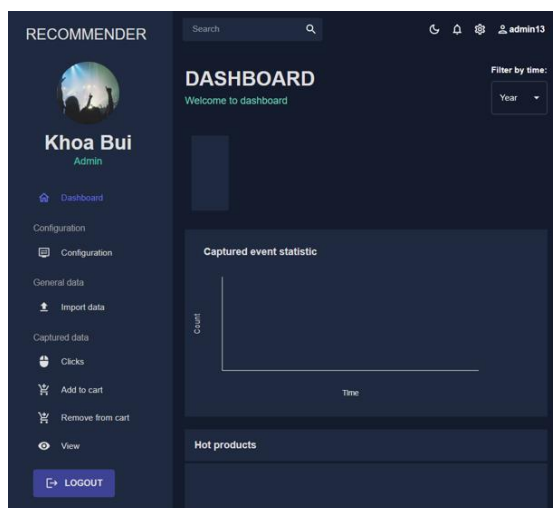 RECOMMENDER
Khoa Bui
Admin
Dashboard
Configuration
Configuration
General data
Import data
Captured data
Clicks
Add to cart
Remove from cart
View
LOGOUT
Search
admin13
DASHBOARD
Welcome to dashboard
Filter by time:
Year
Captured event statistic
Count
Time
Hot products